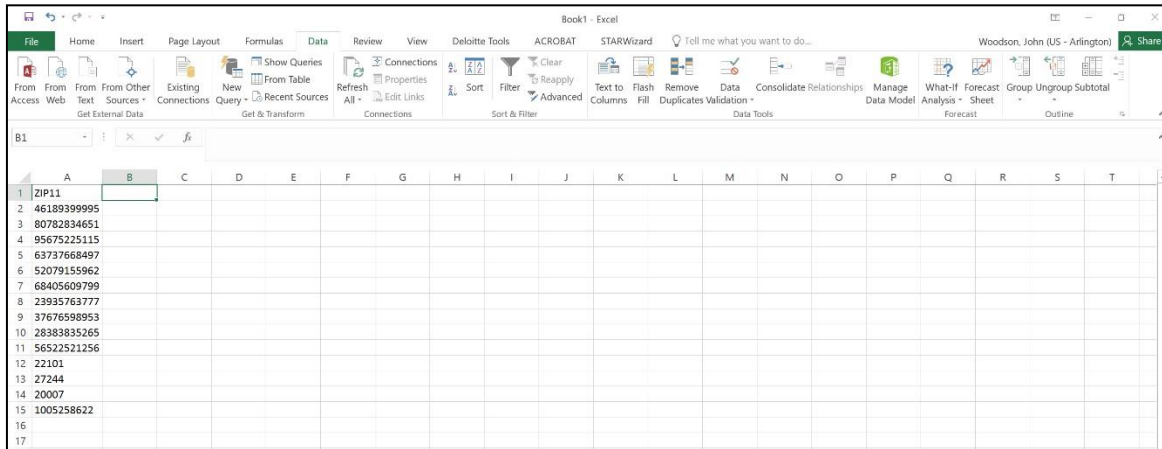 Book1 - Excel
File Home Insert Page Layout Formulas Data Review View Deloitte Tools ACROBAT STARWizard Tell me what you want to do... Woodson, John (US - Arlington) Share
From Access
From Web
From Text
From Other Sources
Get External Data
Existing Connections
New Query
Show Queries
From Table
Recent Sources
Get & Transform
Refresh All
Connections
Properties
Edit Links
Connections
Sort
Filter
Clear
Reapply
Advanced
Sort & Filter
Text to Columns
Flash Fill
Remove Duplicates
Data Validation
Consolidate
Relationships
Manage Data Model
Data Tools
What-If Analysis
Forecast Sheet
Forecast
Group
Ungroup
Subtotal
Outline
B1 fx
A B C D E F G H I J K L M N O P Q R S T
1 ZIP11
2 46189399995
3 80782834651
4 95675225115
5 63737668497
6 52079155962
7 68405609799
8 23935763777
9 37676598953
10 28383835265
11 56522521256
12 22101
13 27244
14 20007
15 1005258622
16
17